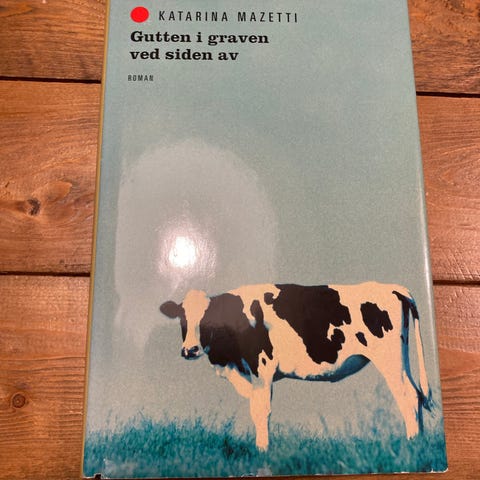 KATARINA MAZETTI
Gutten i graven
ved siden av
ROMAN